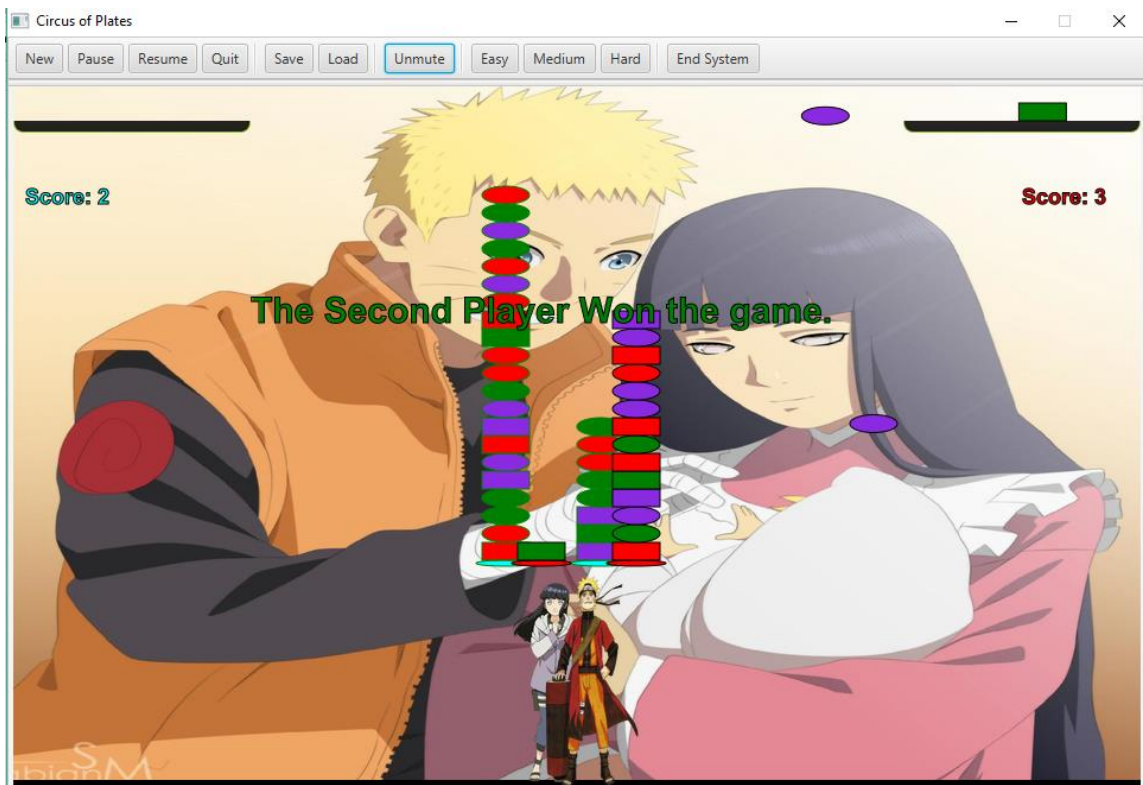 Circus of Plates
New Pause Resume Quit Save Load Unmute Easy Medium Hard End System
Score: 2 Score: 3
The Second Player Won the game.
S
M